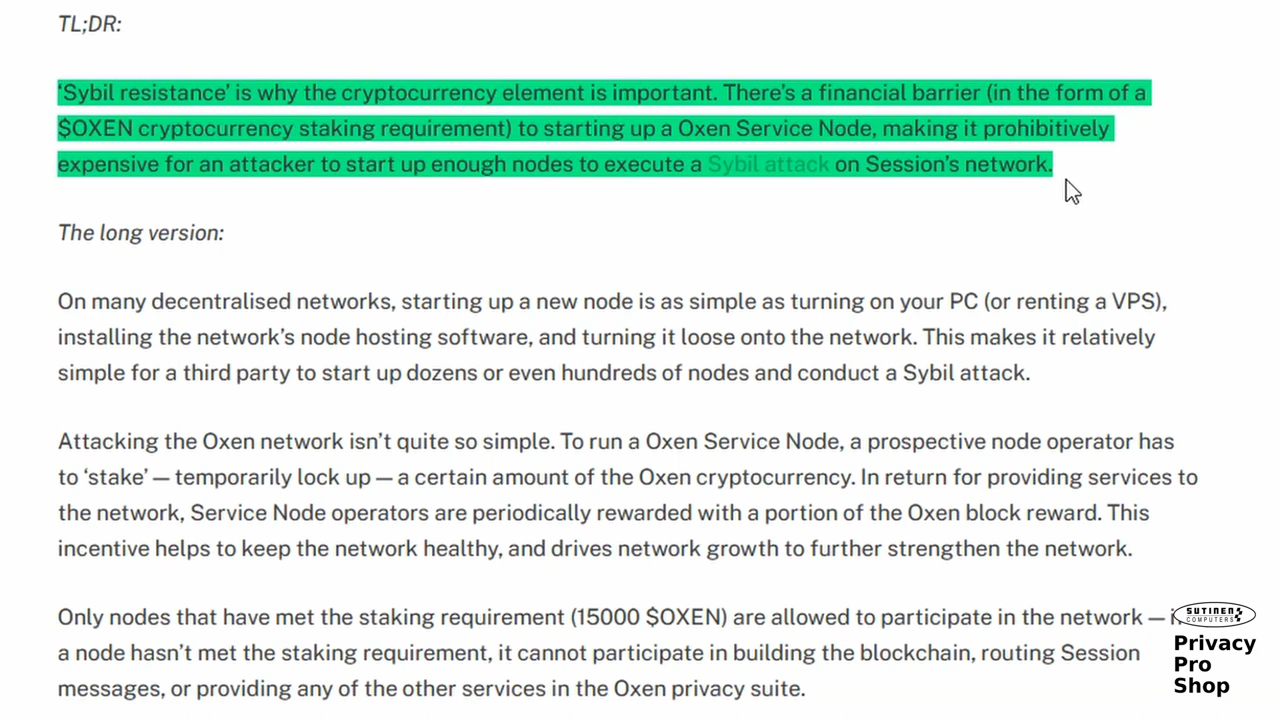 TL;DR:
‘Sybil resistance’ is why the cryptocurrency element is important. There’s a financial barrier (in the form of a
$OXEN cryptocurrency staking requirement) to starting up a Oxen Service Node, making it prohibitively
expensive for an attacker to start up enough nodes to execute a Sybil attack on Session’s network.
The long version:
On many decentralised networks, starting up a new node is as simple as turning on your PC (or renting a VPS),
installing the network’s node hosting software, and turning it loose onto the network. This makes it relatively
simple for a third party to start up dozens or even hundreds of nodes and conduct a Sybil attack.
Attacking the Oxen network isn’t quite so simple. To run a Oxen Service Node, a prospective node operator has
to ‘stake’ — temporarily lock up — a certain amount of the Oxen cryptocurrency. In return for providing services to
the network, Service Node operators are periodically rewarded with a portion of the Oxen block reward. This
incentive helps to keep the network healthy, and drives network growth to further strengthen the network.
Only nodes that have met the staking requirement (15000 $OXEN) are allowed to participate in the network —
a node hasn’t met the staking requirement, it cannot participate in building the blockchain, routing Session
messages, or providing any of the other services in the Oxen privacy suite.
SUTINEN
COMPUTERS
Privacy
Pro
Shop